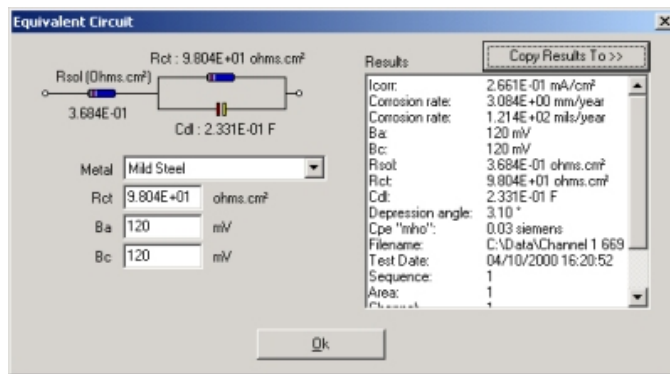 Equivalent Circuit
Rct : 9.804E+01 ohms.cm²
Rsol (Ohms.cm²)
3.684E-01
Cdl : 2.331E-01 F
Metal Mild Steel
Rct 9.804E+01 ohms.cm²
Ba 120 mV
Bc 120 mV
Results Copy Results To >>
Icorr: 2.661E-01 mA/cm²
Corrosion rate: 3.084E+00 mm/year
Corrosion rate: 1.214E+02 mils/year
Ba: 120 mV
Bc: 120 mV
Rsol: 3.684E-01 ohms.cm²
Rct: 9.804E+01 ohms.cm²
Cdl: 2.331E-01 F
Depression angle: 3.10 °
Cpe "mho": 0.03 siemens
Filename: C:\Data\Channel 1 669
Test Date: 04/10/2000 16:20:52
Sequence: 1
Area: 1
Channel: 1
Ok